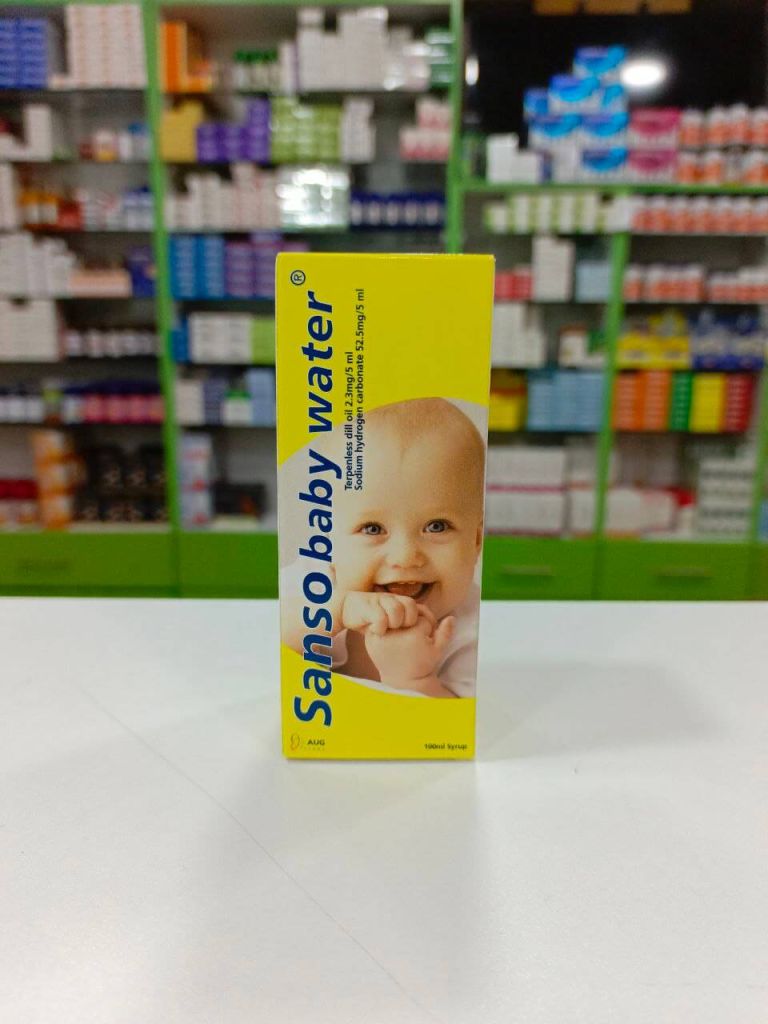 Sanso baby water®
Terpenless dill oil 2.3mg/5 ml
Sodium hydrogen carbonate 52.5mg/5 ml
AUG
100ml Syrup